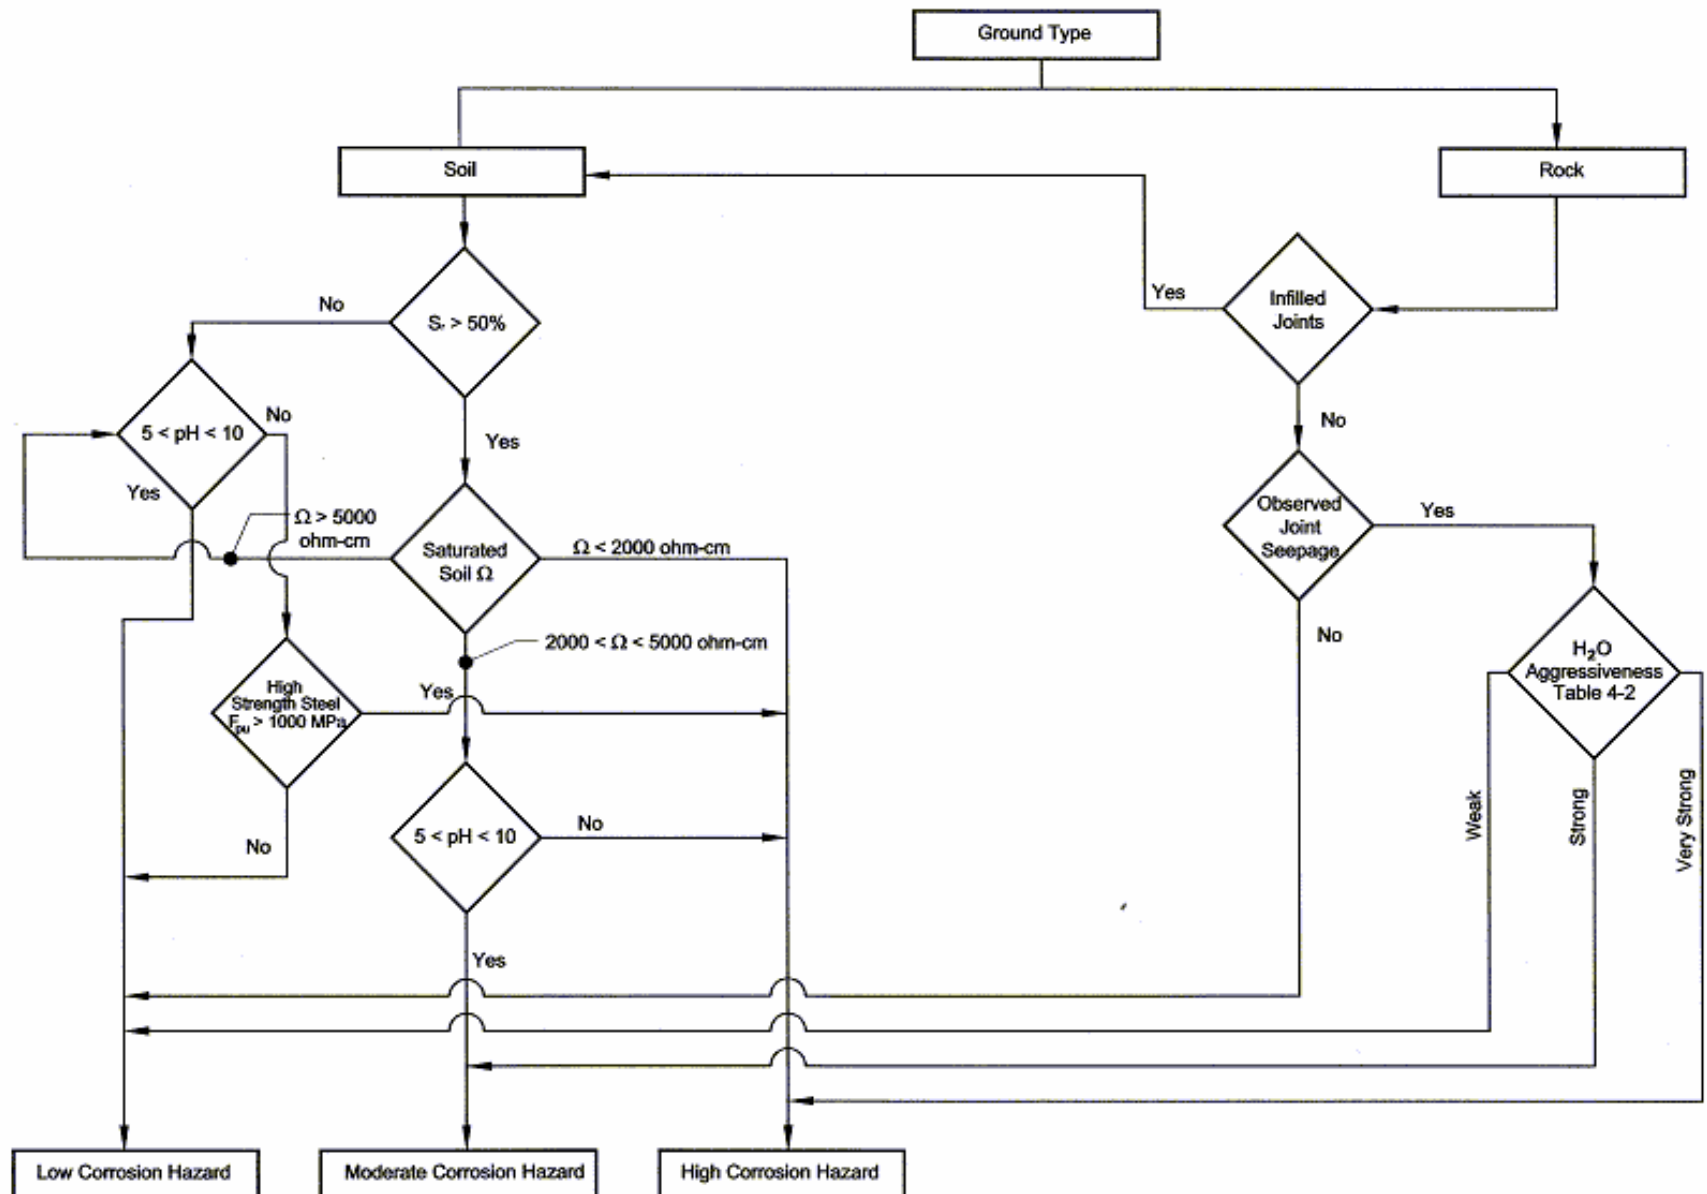 Ground Type
Soil
Rock
No
Sᵣ > 50%
Yes
Infilled
Joints
5 < pH < 10
No
Yes
No
Yes
Ω > 5000
ohm-cm
Saturated
Soil Ω
Ω < 2000 ohm-cm
Observed
Joint
Seepage
Yes
2000 < Ω < 5000 ohm-cm
No
H₂O
Aggressiveness
Table 4-2
High
Strength Steel
Fₚᵤ > 1000 MPa
Yes
5 < pH < 10
No
No
Weak
Strong
Very Strong
Yes
Low Corrosion Hazard
Moderate Corrosion Hazard
High Corrosion Hazard